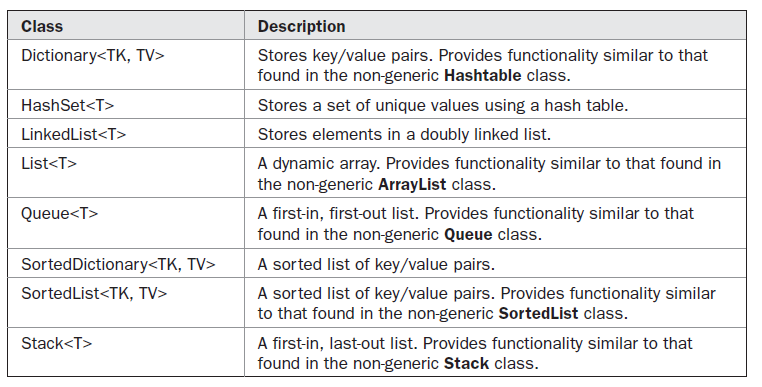 Class Description
Dictionary<TK, TV> Stores key/value pairs. Provides functionality similar to that
found in the non-generic Hashtable class.
HashSet<T> Stores a set of unique values using a hash table.
LinkedList<T> Stores elements in a doubly linked list.
List<T> A dynamic array. Provides functionality similar to that found in
the non-generic ArrayList class.
Queue<T> A first-in, first-out list. Provides functionality similar to that
found in the non-generic Queue class.
SortedDictionary<TK, TV> A sorted list of key/value pairs.
SortedList<TK, TV> A sorted list of key/value pairs. Provides functionality similar
to that found in the non-generic SortedList class.
Stack<T> A first-in, last-out list. Provides functionality similar to that
found in the non-generic Stack class.